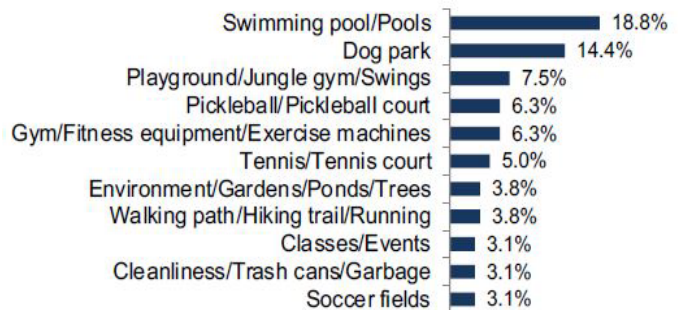 Swimming pool/Pools 18.8%
Dog park 14.4%
Playground/Jungle gym/Swings 7.5%
Pickleball/Pickleball court 6.3%
Gym/Fitness equipment/Exercise machines 6.3%
Tennis/Tennis court 5.0%
Environment/Gardens/Ponds/Trees 3.8%
Walking path/Hiking trail/Running 3.8%
Classes/Events 3.1%
Cleanliness/Trash cans/Garbage 3.1%
Soccer fields 3.1%